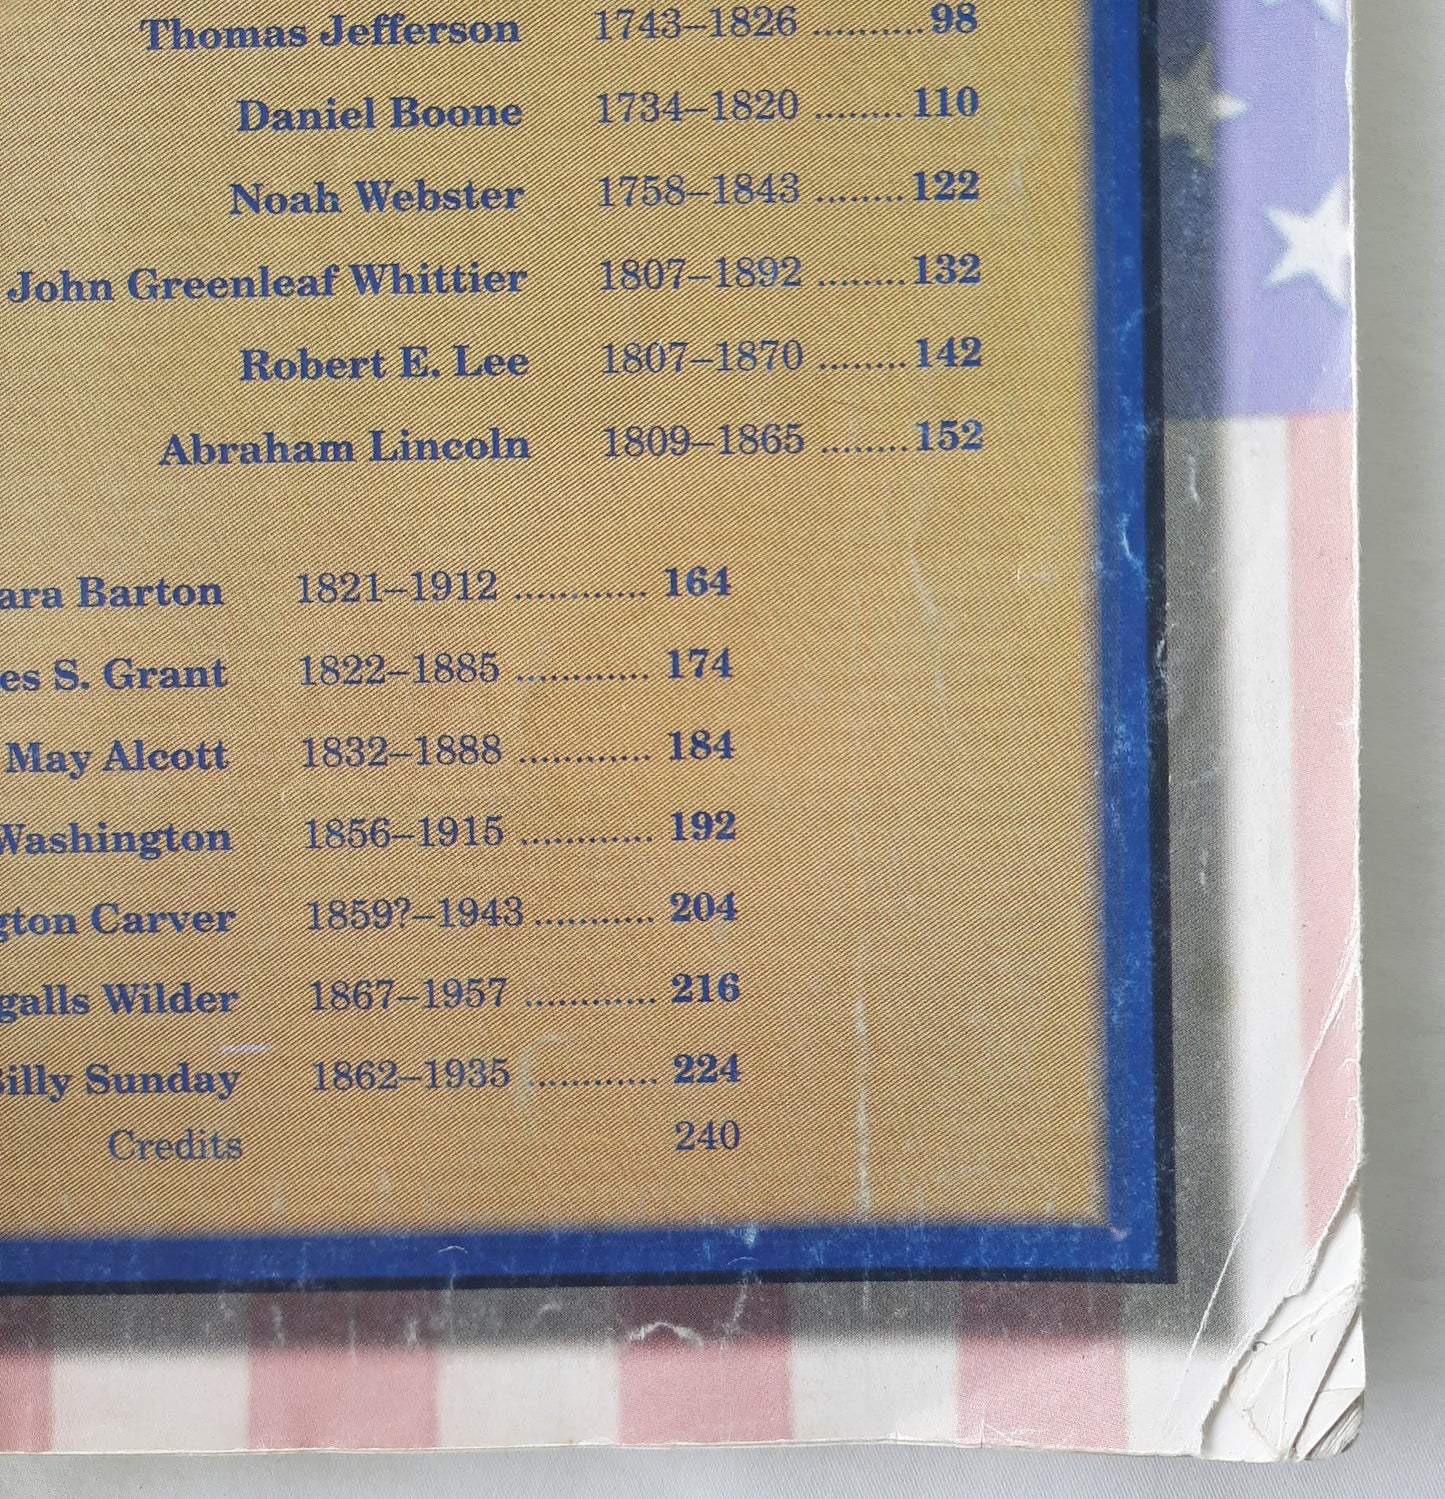 Thomas Jefferson 1743–1826 ..........98
Daniel Boone 1734–1820 ........110
Noah Webster 1758–1843 ........122
John Greenleaf Whittier 1807–1892 ........132
Robert E. Lee 1807–1870 ........142
Abraham Lincoln 1809–1865 ........152
ara Barton 1821–1912 ............ 164
es S. Grant 1822–1885 ............ 174
May Alcott 1832–1888 ............ 184
Washington 1856–1915 ............ 192
gton Carver 1859?–1943 ........... 204
galls Wilder 1867–1957 ............ 216
Billy Sunday 1862–1935 ............ 224
Credits 240